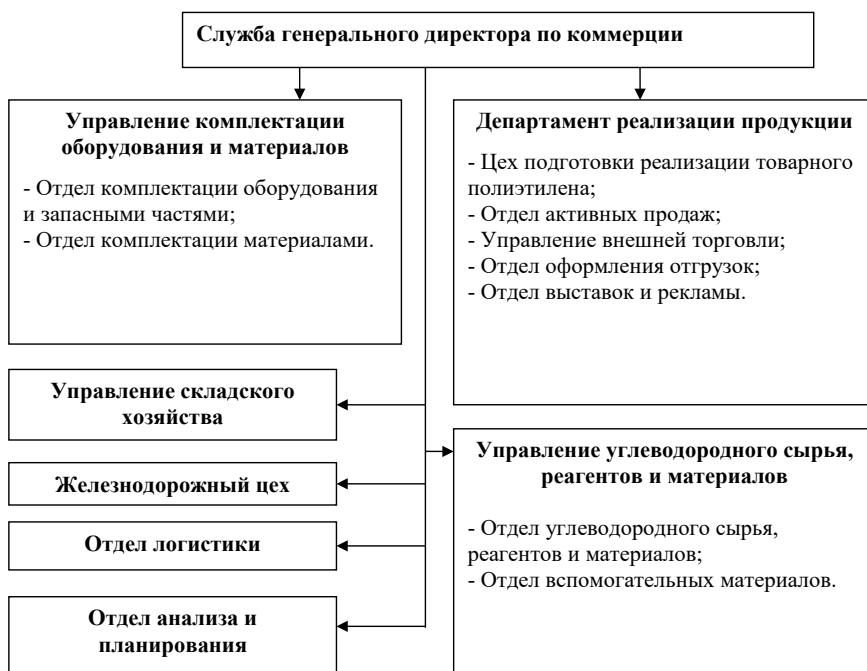 Служба генерального директора по коммерции
Управление комплектации
оборудования и материалов
- Отдел комплектации оборудования
и запасными частями;
- Отдел комплектации материалами.
Департамент реализации продукции
- Цех подготовки реализации товарного
полиэтилена;
- Отдел активных продаж;
- Управление внешней торговли;
- Отдел оформления отгрузок;
- Отдел выставок и рекламы.
Управление складского
хозяйства
Железнодорожный цех
Отдел логистики
Отдел анализа и
планирования
Управление углеводородного сырья,
реагентов и материалов
- Отдел углеводородного сырья,
реагентов и материалов;
- Отдел вспомогательных материалов.